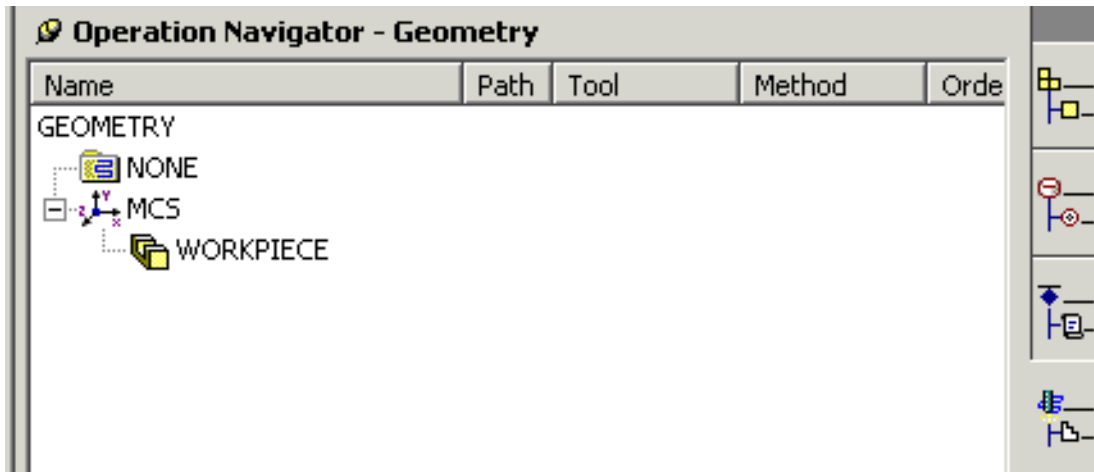 Operation Navigator - Geometry
Name Path Tool Method Orde
GEOMETRY
NONE
MCS
WORKPIECE